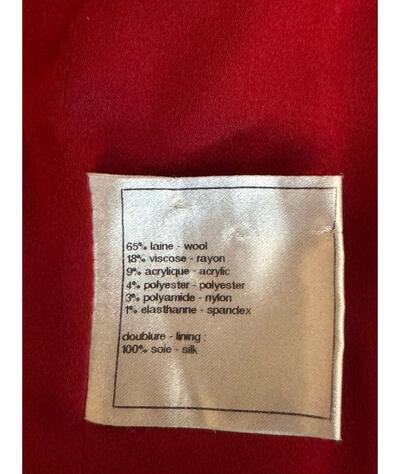 65% laine - wool
18% viscose - rayon
9% acrylique - acrylic
4% polyester - polyester
3% polyamide - nylon
1% elasthanne - spandex
doublure - lining :
100% soie - silk